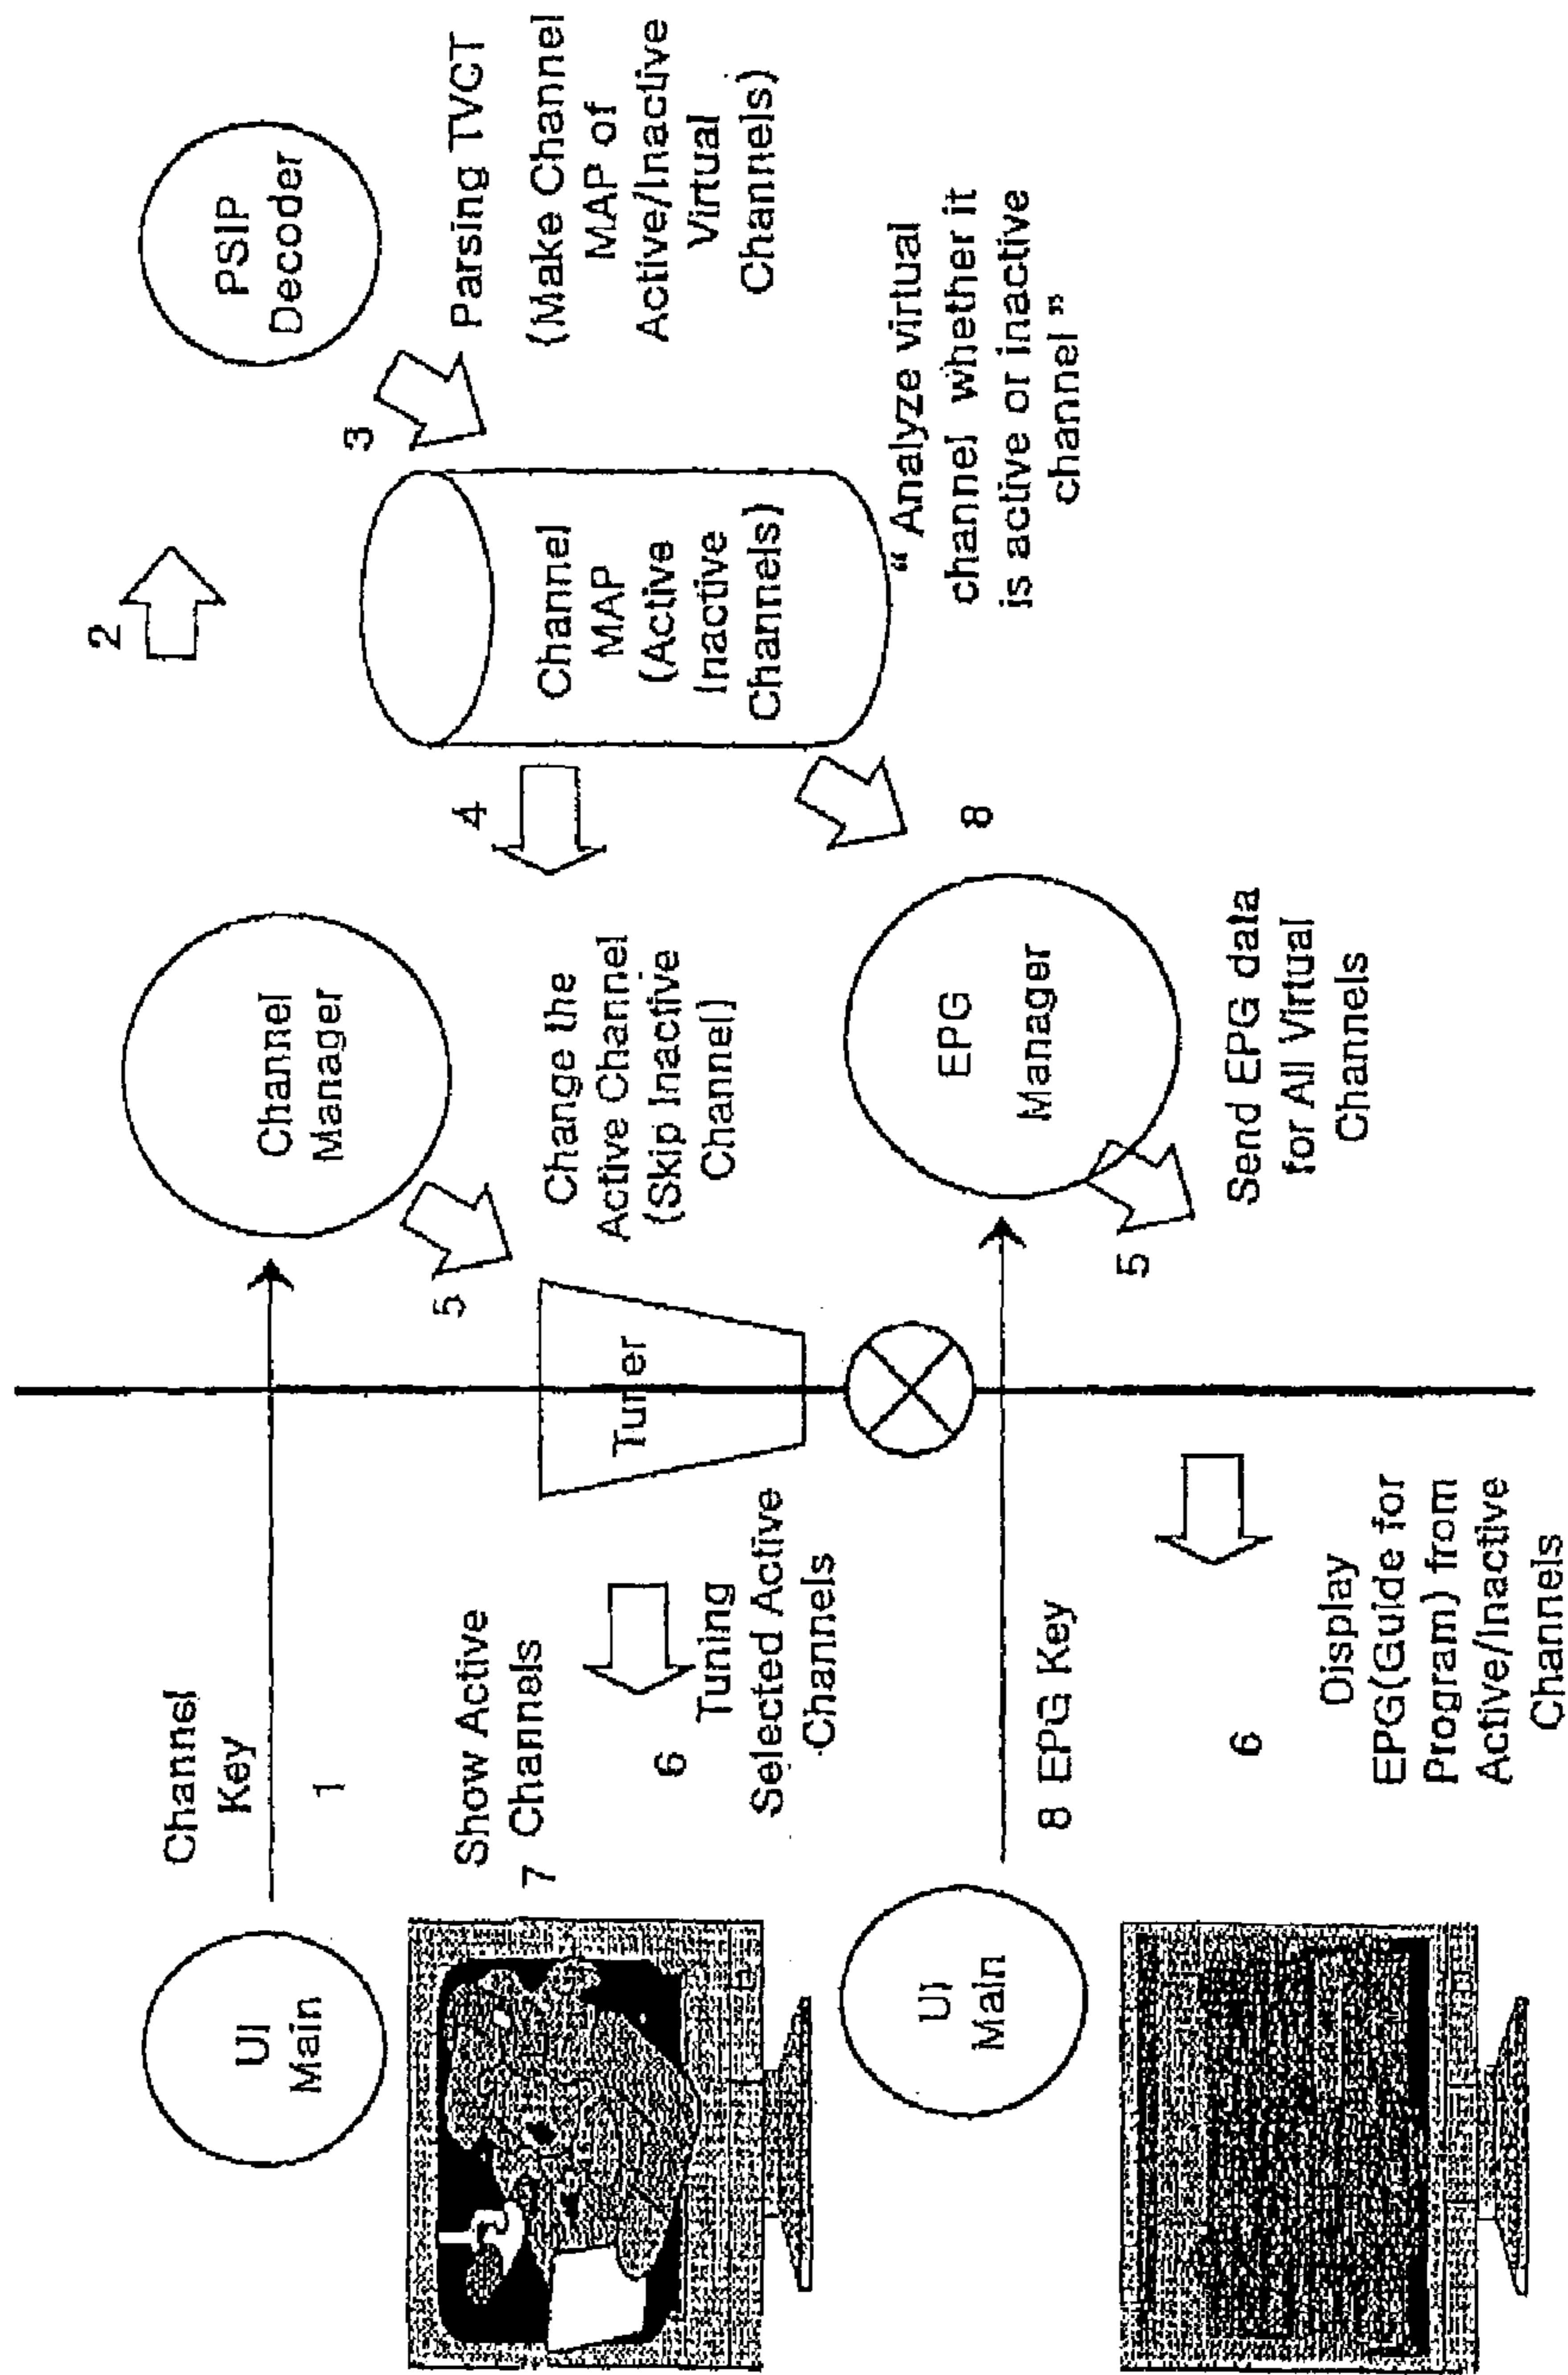 UI
Main
Channel
Key
1
Channel
Manager
2
PSIP
Decoder
3
Parsing TVCT
(Make Channel
MAP of
Active/Inactive
Virtual
Channels)
Channel
MAP
(Active
Inactive
Channels)
4
5
Change the
Active Channel
(Skip Inactive
Channel)
Tuner
Show Active
7 Channels
6
Tuning
Selected Active
Channels
“ Analyze virtual
channel whether it
is active or inactive
channel ”
8
UI
Main
8 EPG Key
EPG
Manager
5
Send EPG data
for All Virtual
Channels
6
Display
EPG(Guide for
Program) from
Active/Inactive
Channels